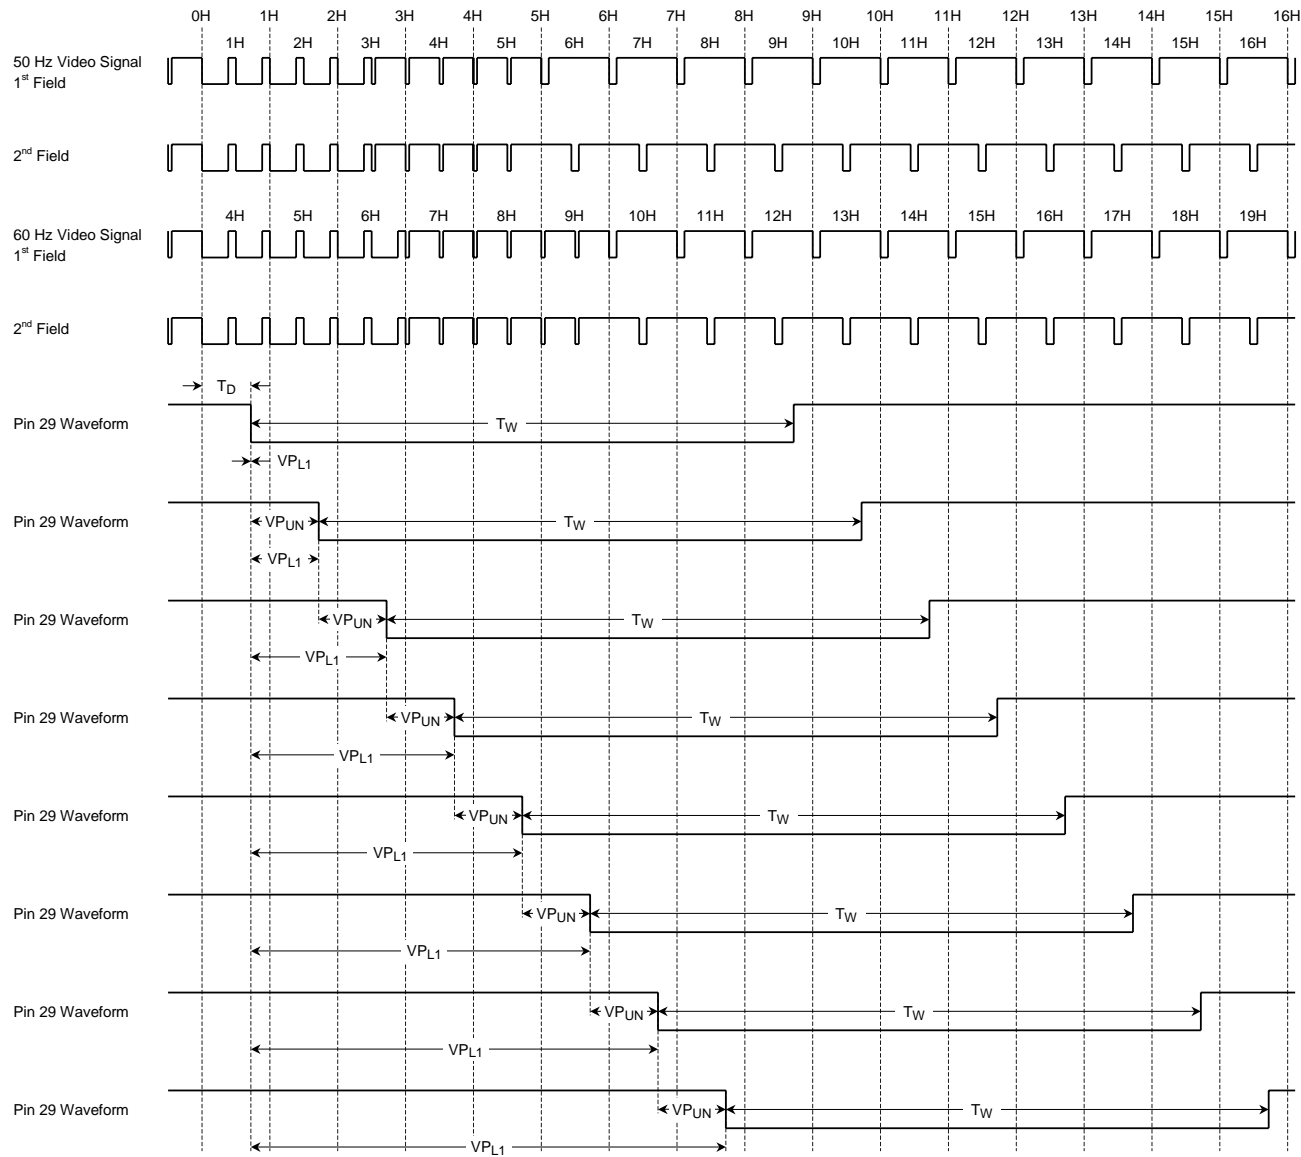 0H 1H 2H 3H 4H 5H 6H 7H 8H 9H 10H 11H 12H 13H 14H 15H 16H
1H 2H 3H 4H 5H 6H 7H 8H 9H 10H 11H 12H 13H 14H 15H 16H
50 Hz Video Signal
1st Field
2nd Field
4H 5H 6H 7H 8H 9H 10H 11H 12H 13H 14H 15H 16H 17H 18H 19H
60 Hz Video Signal
1st Field
2nd Field
TD
Pin 29 Waveform TW
VPL1
Pin 29 Waveform VPUN TW
VPL1
Pin 29 Waveform VPUN TW
VPL1
Pin 29 Waveform VPUN TW
VPL1
Pin 29 Waveform VPUN TW
VPL1
Pin 29 Waveform VPUN TW
VPL1
Pin 29 Waveform VPUN TW
VPL1
Pin 29 Waveform VPUN TW
VPL1